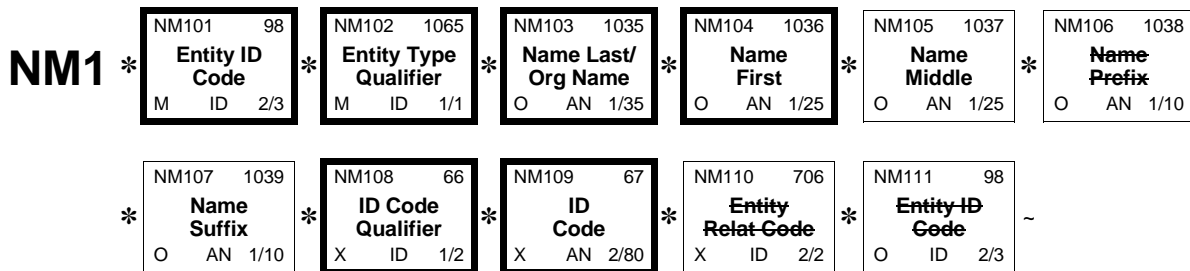 NM101 98 NM102 1065 NM103 1035 NM104 1036 NM105 1037 NM106 1038
NM1 * Entity ID * Entity Type * Name Last/ * Name * Name * Name
Code Qualifier Org Name First Middle Prefix
M ID 2/3 M ID 1/1 O AN 1/35 O AN 1/25 O AN 1/25 O AN 1/10
NM107 1039 NM108 66 NM109 67 NM110 706 NM111 98
* Name * ID Code * ID * Entity * Entity ID ~
Suffix Qualifier Code Relat Code Code
O AN 1/10 X ID 1/2 X AN 2/80 X ID 2/2 O ID 2/3